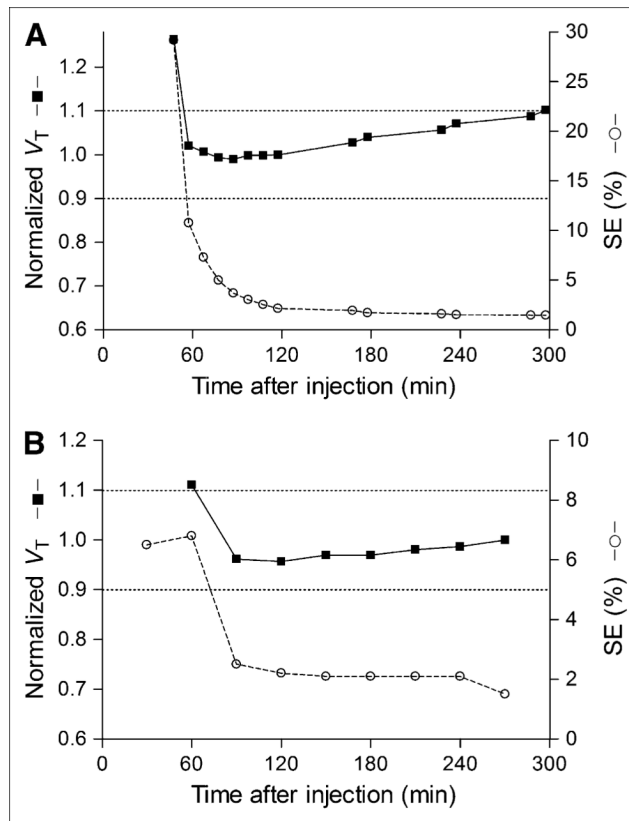 A
Normalized V_T –■–
1.2
1.1
1.0
0.9
0.8
0.7
0.6
30
25
20
15
10
5
0
SE (%) –○–
0 60 120 180 240 300
Time after injection (min)
B
Normalized V_T –■–
1.2
1.1
1.0
0.9
0.8
0.7
0.6
10
8
6
4
2
0
SE (%) –○–
0 60 120 180 240 300
Time after injection (min)